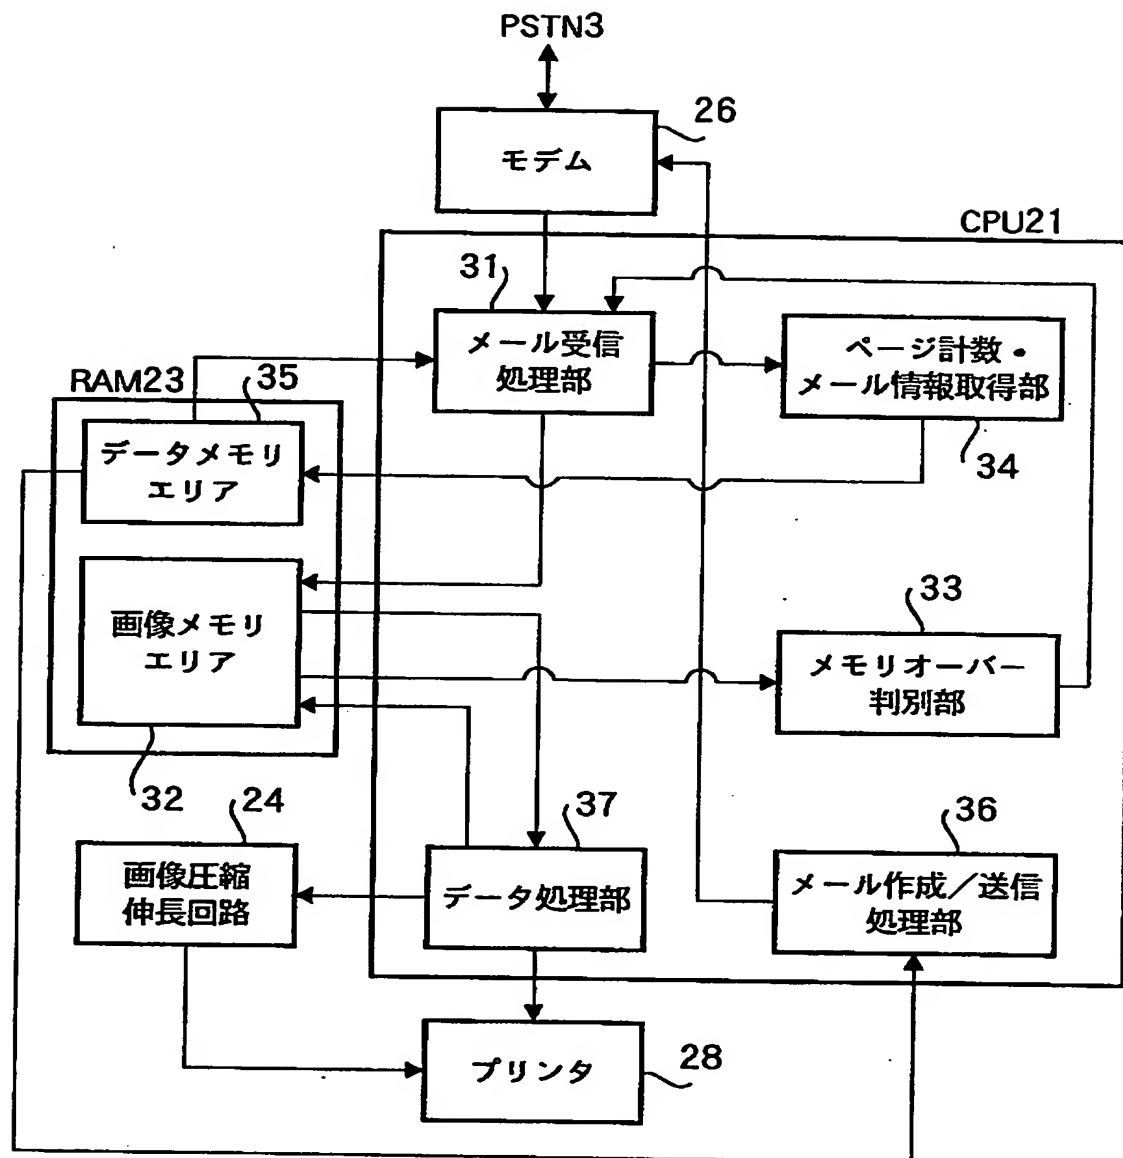 PSTN3
26
モデム
CPU21
31
メール受信
処理部
ページ計数・
メール情報取得部
34
RAM23
35
データメモリ
エリア
画像メモリ
エリア
32
33
メモリオーバー
判別部
24
画像圧縮
伸長回路
37
データ処理部
36
メール作成/送信
処理部
プリンタ
28